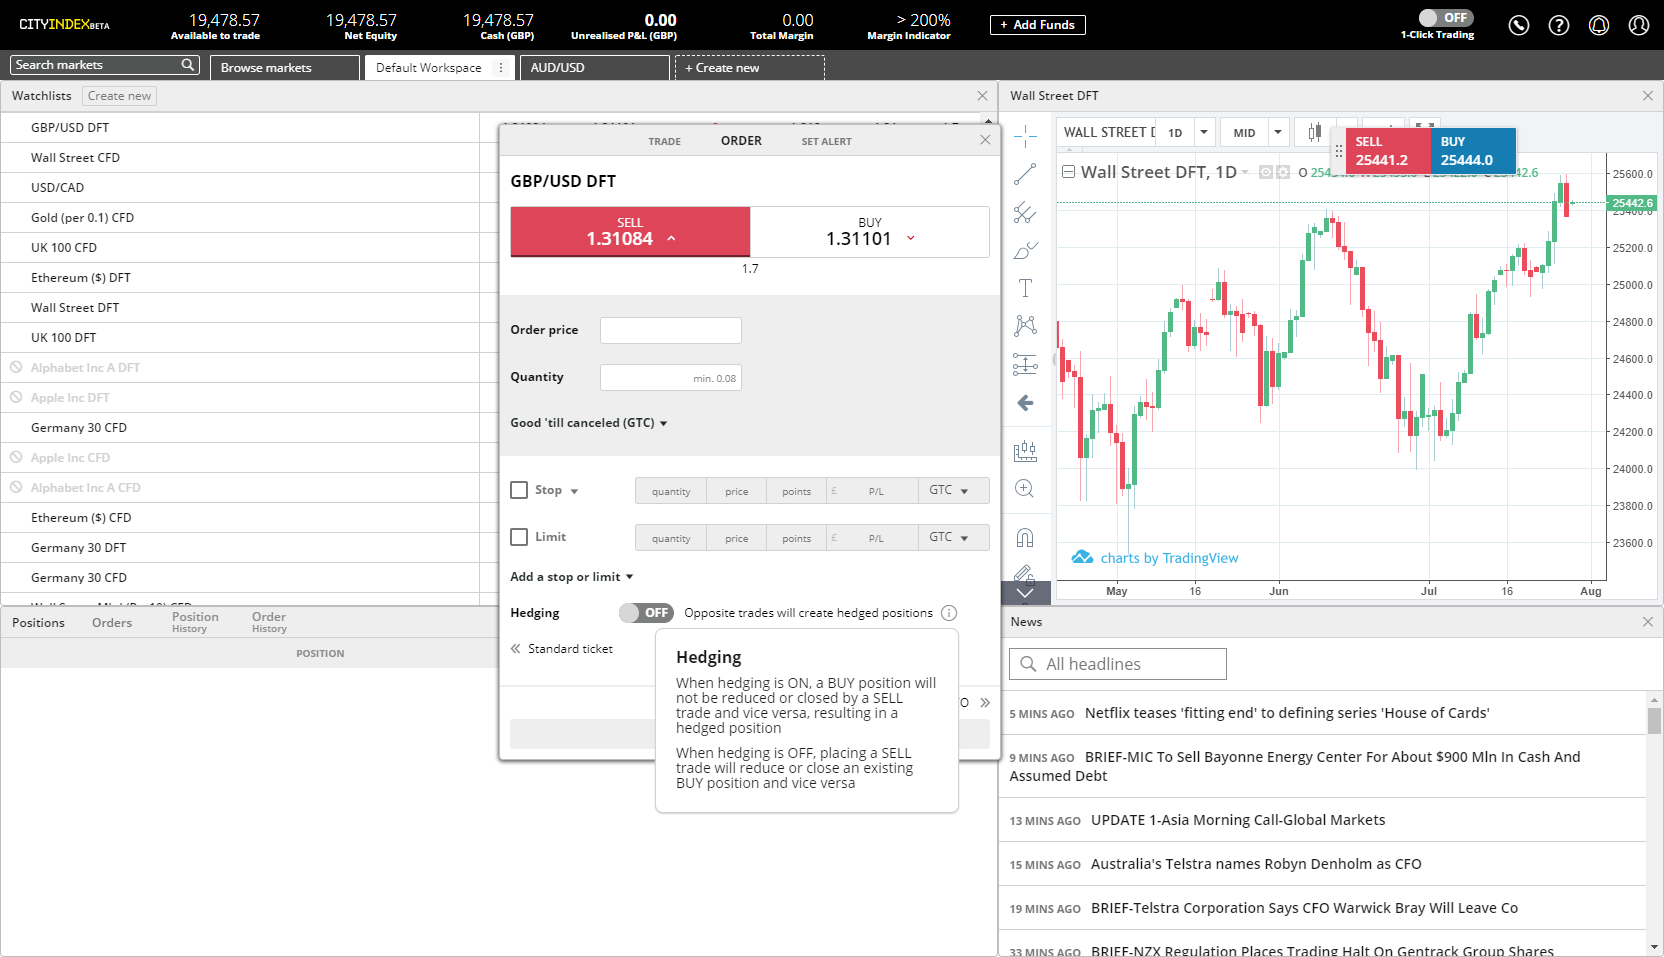 CITYINDEXBETA
19,478.57
Available to trade
19,478.57
Net Equity
19,478.57
Cash (GBP)
0.00
Unrealised P&L (GBP)
0.00
Total Margin
> 200%
Margin Indicator
+ Add Funds
OFF
1-Click Trading
Search markets
Browse markets
Default Workspace
AUD/USD
+ Create new
Watchlists
Create new
GBP/USD DFT
Wall Street CFD
USD/CAD
Gold (per 0.1) CFD
UK 100 CFD
Ethereum ($) DFT
Wall Street DFT
UK 100 DFT
Alphabet Inc A DFT
Apple Inc DFT
Germany 30 CFD
Apple Inc CFD
Alphabet Inc A CFD
Ethereum ($) CFD
Germany 30 DFT
Germany 30 CFD
TRADE
ORDER
SET ALERT
GBP/USD DFT
SELL
1.31084
BUY
1.31101
1.7
Order price
Quantity
min. 0.08
Good 'till canceled (GTC)
Stop
quantity price points £ P/L GTC
Limit
quantity price points £ P/L GTC
Add a stop or limit
Hedging
OFF
Opposite trades will create hedged positions
Standard ticket
O
Hedging
When hedging is ON, a BUY position will
not be reduced or closed by a SELL
trade and vice versa, resulting in a
hedged position
When hedging is OFF, placing a SELL
trade will reduce or close an existing
BUY position and vice versa
Positions
Orders
Position
History
Order
History
POSITION
Wall Street DFT
WALL STREET D
1D
MID
SELL
25441.2
BUY
25444.0
Wall Street DFT, 1D
O
25600.0
25442.6
25400.0
25200.0
25000.0
24800.0
24600.0
24400.0
24200.0
24000.0
23800.0
23600.0
charts by TradingView
May
16
Jun
Jul
16
Aug
News
All headlines
5 MINS AGO Netflix teases 'fitting end' to defining series 'House of Cards'
9 MINS AGO BRIEF-MIC To Sell Bayonne Energy Center For About $900 Mln In Cash And
Assumed Debt
13 MINS AGO UPDATE 1-Asia Morning Call-Global Markets
15 MINS AGO Australia's Telstra names Robyn Denholm as CFO
19 MINS AGO BRIEF-Telstra Corporation Says CFO Warwick Bray Will Leave Co
33 MINS AGO BRIEF-NZX Regulation Places Trading Halt On Gentrack Group Shares